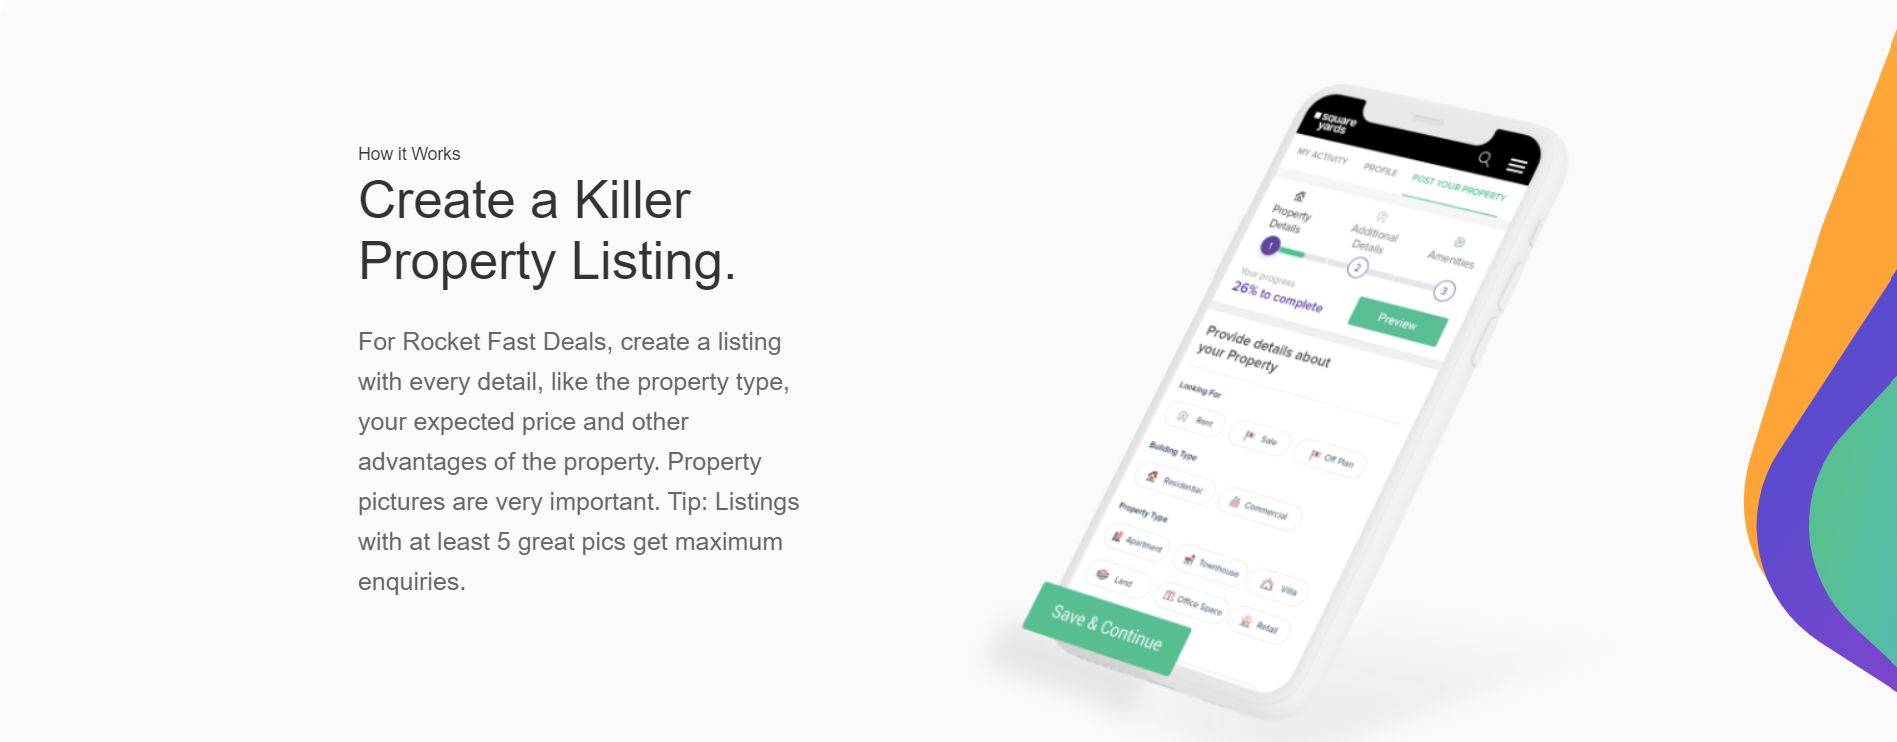 How it Works
Create a Killer
Property Listing.
For Rocket Fast Deals, create a listing
with every detail, like the property type,
your expected price and other
advantages of the property. Property
pictures are very important. Tip: Listings
with at least 5 great pics get maximum
enquiries.
square
yards
MY ACTIVITY PROFILE POST YOUR PROPERTY
Property
Details
Additional
Details
Amenities
1 2 3
Your progress
26% to complete
Preview
Provide details about
your Property
Looking For
Rent Sale Off Plan
Building Type
Residential Commercial
Property Type
Apartment Townhouse Villa
Land Office Space Retail
Save & Continue